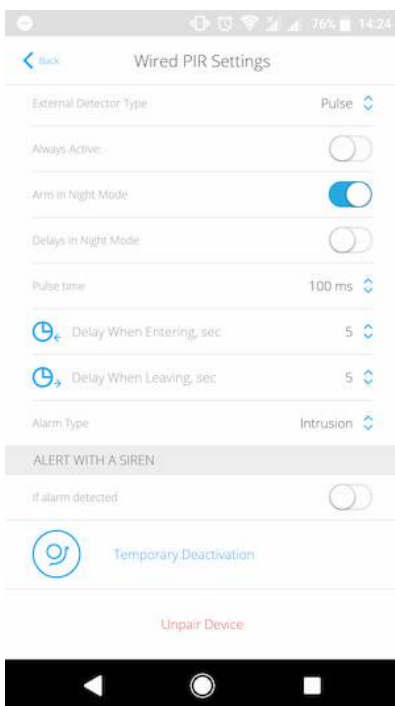 76% 14:24
Back Wired PIR Settings
External Detector Type Pulse
Always Active:
Arm in Night Mode
Delays in Night Mode
Pulse time 100 ms
Delay When Entering, sec 5
Delay When Leaving, sec 5
Alarm Type Intrusion
ALERT WITH A SIREN
If alarm detected
Temporary Deactivation
Unpair Device